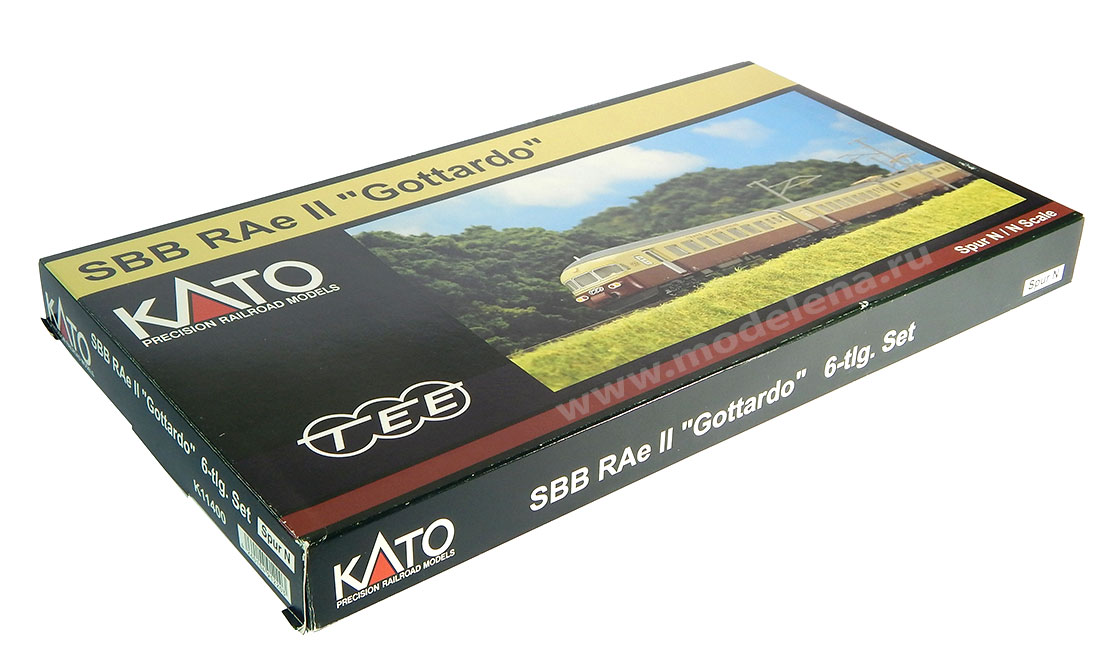 SBB RAe II "Gottardo"
KATO
PRECISION RAILROAD MODELS
TEE
Spur N / N Scale
www.modelena.ru
KATO
SBB RAe II "Gottardo" 6-tlg. Set
K11400
Spur N
KATO
PRECISION RAILROAD MODELS
SBB RAe II "Gottardo" 6-tlg. Set
Spur N